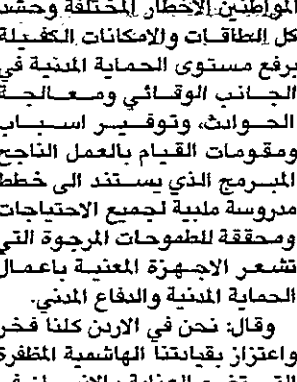 المواطنين الاخطار المختلفة وحشد
كل الطاقات والامكانات الكفيلة
برفع مستوى الحماية المدنية في
الجانب الوقائي ومعالجة
الحوادث، وتوفير اسباب
ومقومات القيام بالعمل الناجح
المبرمج الذي يستند الى خطط
مدروسة ملبية لجميع الاحتياجات
ومحققة للطموحات المرجوة التي
تشعر الاجهزة المعنية باعمال
الحماية المدنية والدفاع المدني.
وقال: نحن في الاردن كلنا فخر
واعتزاز بقيادتنا الهاشمية المظفرة